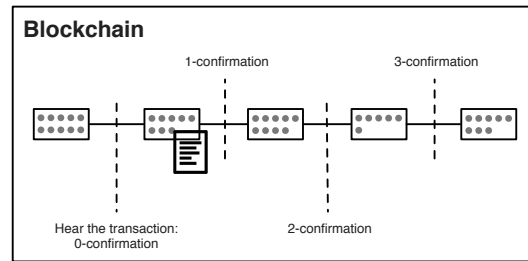 Blockchain
1-confirmation
3-confirmation
Hear the transaction:
0-confirmation
2-confirmation